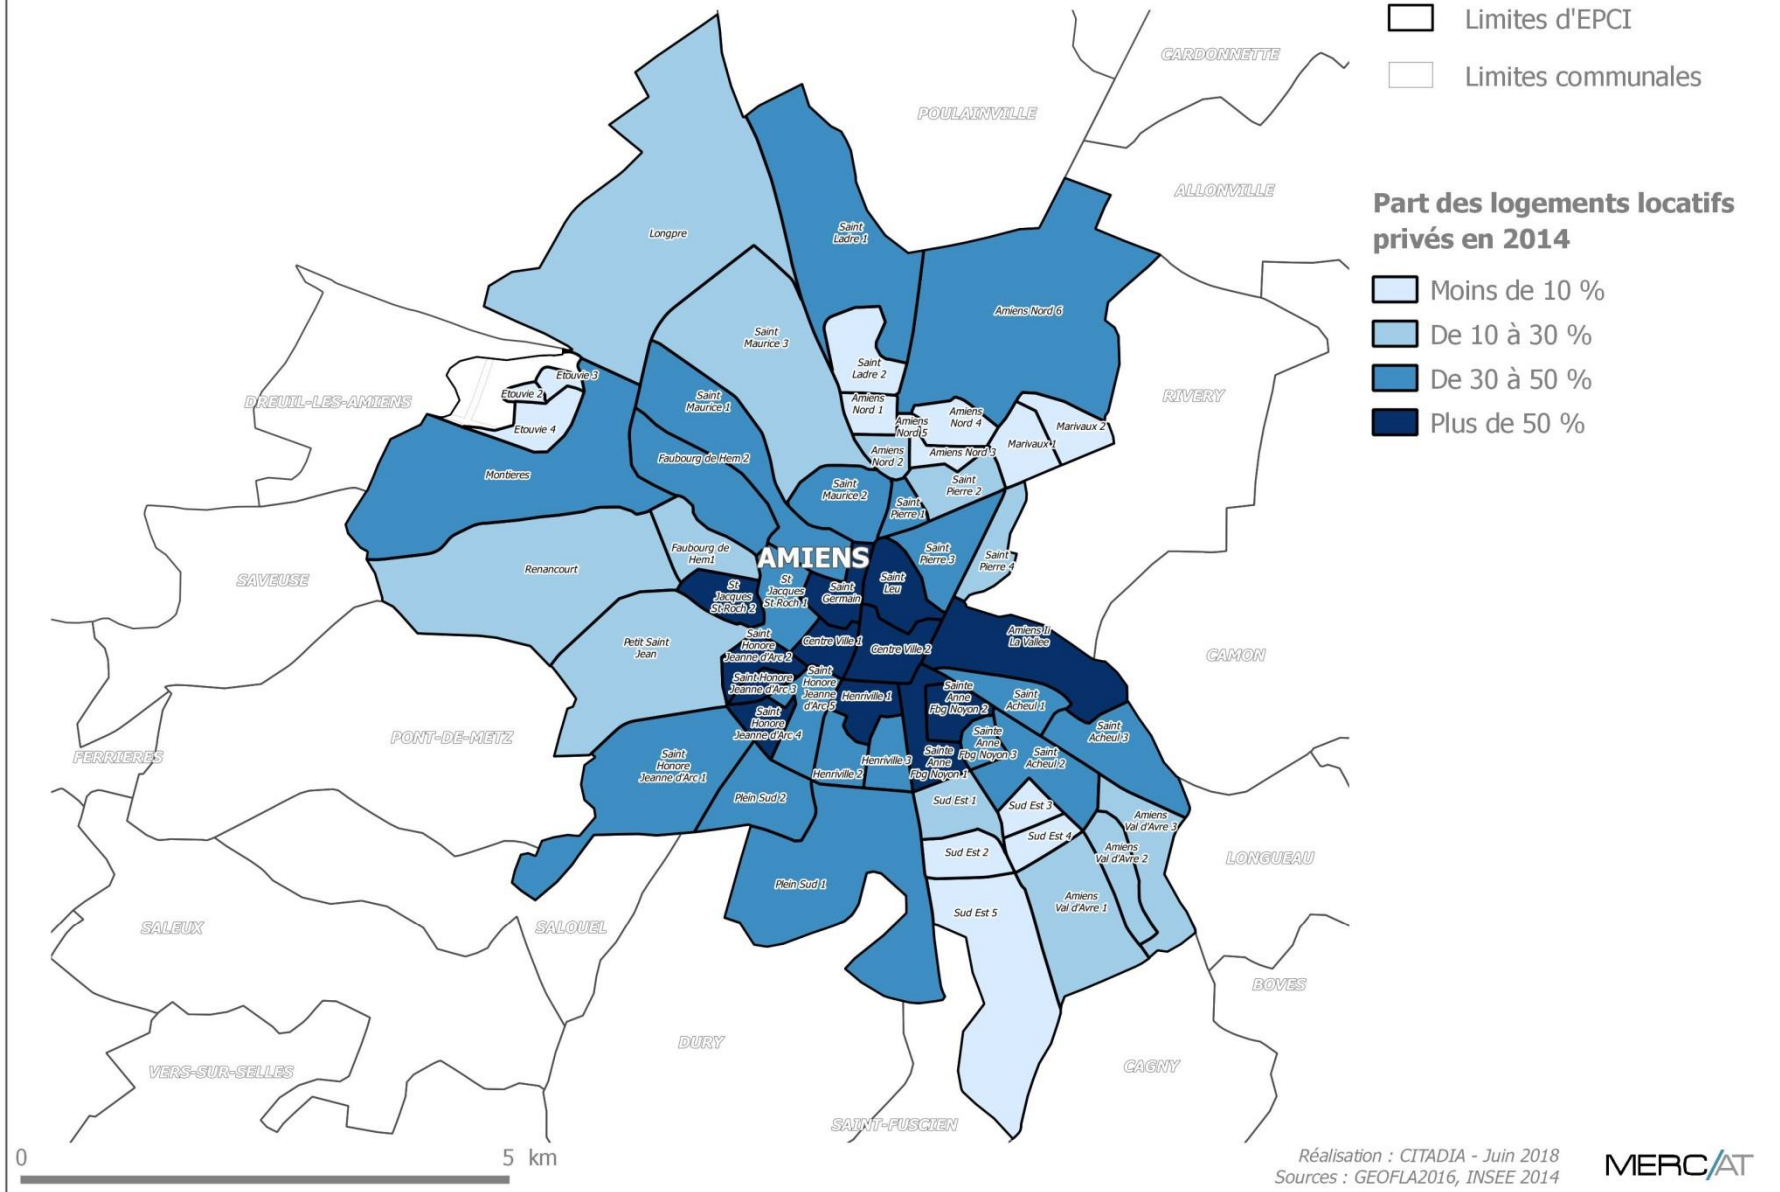 Limites d'EPCI
Limites communales
Part des logements locatifs
privés en 2014
Moins de 10 %
De 10 à 30 %
De 30 à 50 %
Plus de 50 %
CARDONNETTE
POULAINVILLE
ALLONVILLE
Longpre
Saint
Ladre 1
Amiens Nord 6
Saint
Maurice 3
Saint
Ladre 2
Etouvie 3
Etouvie 2
DREUIL-LES-AMIENS
RIVERY
Saint
Maurice 1
Amiens
Nord 1
Amiens
Nord 5
Amiens
Nord 4
Marivaux 2
Etouvie 4
Marivaux 1
Amiens
Nord 2
Amiens Nord 3
Faubourg de Hem 2
Montieres
Saint
Maurice 2
Saint
Pierre 2
Saint
Pierre 1
Faubourg de
Hem1
AMIENS
Saint
Pierre 3
Saint
Pierre 4
Renancourt
SAVEUSE
St
Jacques
St-Roch 2
St
Jacques
St-Roch 1
Saint
Germain
Saint
Leu
Amiens Ii
La Vallee
Petit Saint
Jean
Saint
Honore
Jeanne d'Arc 2
Centre Ville 1
Centre Ville 2
CAMON
Saint-Honore
Jeanne d'Arc 3
Saint
Honore
Jeanne
d'Arc 5
Henriville 1
Sainte
Anne
Fbg Noyon 2
Saint
Acheul 1
Saint
Honore
Jeanne d'Arc 4
Sainte
Anne
Fbg Noyon 3
Saint
Acheul 3
PONT-DE-METZ
FERRIERES
Saint
Honore
Jeanne d'Arc 1
Henriville 2
Henriville 3
Sainte
Anne
Fbg Noyon 1
Saint
Acheul 2
Plein Sud 2
Sud Est 1
Sud Est 3
Amiens
Val d'Avre 3
Sud Est 4
Sud Est 2
Amiens
Val d'Avre 2
LONGUEAU
Plein Sud 1
Amiens
Val d'Avre 1
Sud Est 5
SALEUX
SALOUEL
BOVES
DURY
VERS-SUR-SELLES
CAGNY
SAINT-FUSCIEN
0 5 km
Réalisation : CITADIA - Juin 2018
Sources : GEOFLA2016, INSEE 2014
MERC/AT